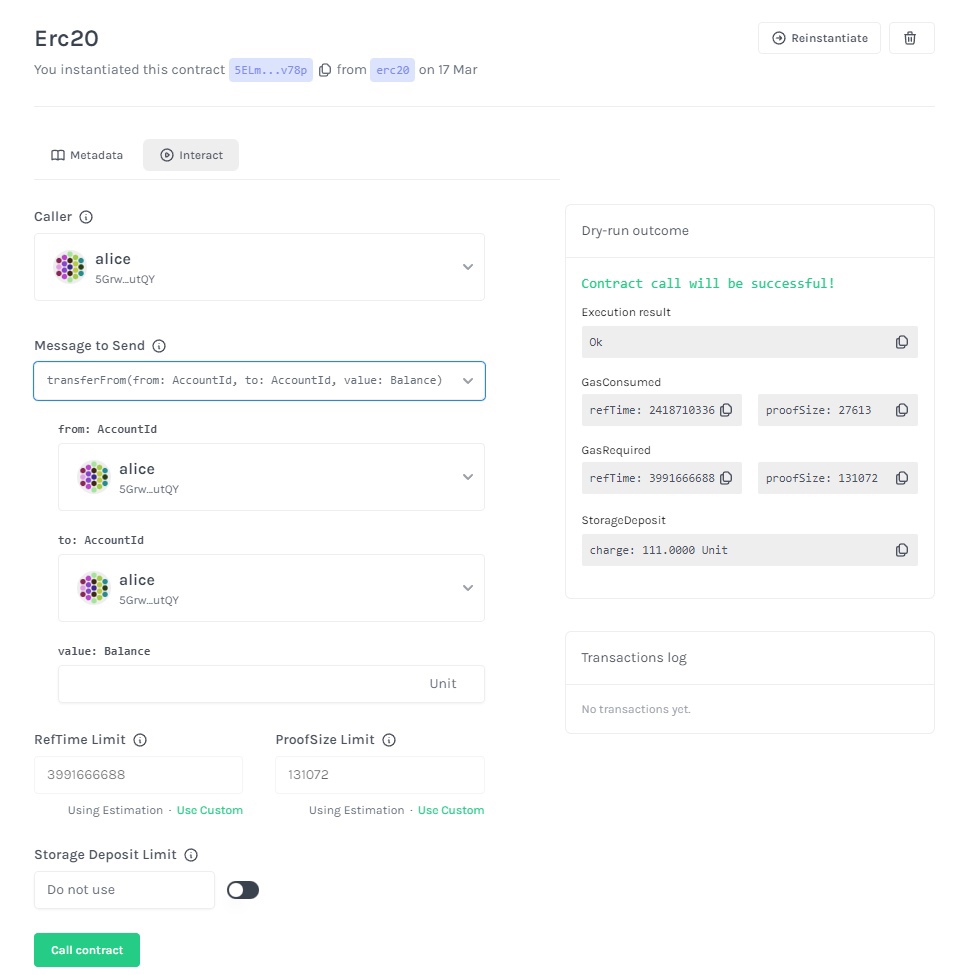 Erc20
Reinstantiate
You instantiated this contract 5ELm...v78p from erc20 on 17 Mar
Metadata
Interact
Caller
alice
5Grw...utQY
Message to Send
transferFrom(from: AccountId, to: AccountId, value: Balance)
from: AccountId
alice
5Grw...utQY
to: AccountId
alice
5Grw...utQY
value: Balance
Unit
RefTime Limit
ProofSize Limit
3991666688
131072
Using Estimation · Use Custom
Using Estimation · Use Custom
Storage Deposit Limit
Do not use
Call contract
Dry-run outcome
Contract call will be successful!
Execution result
Ok
GasConsumed
refTime: 2418710336
proofSize: 27613
GasRequired
refTime: 3991666688
proofSize: 131072
StorageDeposit
charge: 111.0000 Unit
Transactions log
No transactions yet.